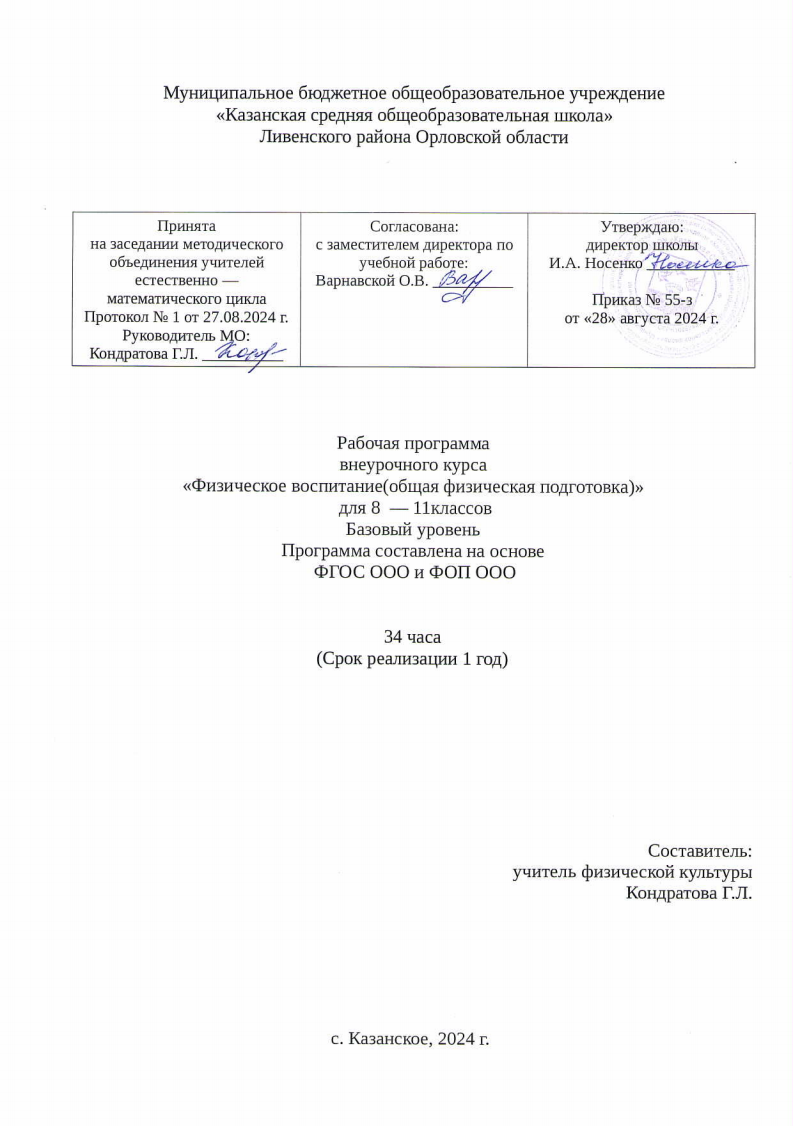 Муниципальное бюджетное общеобразовательное учреждение
«Казанская средняя общеобразовательная школа»
Ливенского района Орловской области
Принята
на заседании методического
объединения учителей
естественно —
математического цикла
Протокол № 1 от 27.08.2024 г.
Руководитель МО:
Кондратова Г.Л. __________
Согласована:
с заместителем директора по
учебной работе:
Варнавской О.В. __________
Утверждаю:
директор школы
И.А. Носенко Носенко
Приказ № 55-з
от «28» августа 2024 г.
Рабочая программа
внеурочного курса
«Физическое воспитание(общая физическая подготовка)»
для 8 — 11классов
Базовый уровень
Программа составлена на основе
ФГОС ООО и ФОП ООО
34 часа
(Срок реализации 1 год)
Составитель:
учитель физической культуры
Кондратова Г.Л.
с. Казанское, 2024 г.